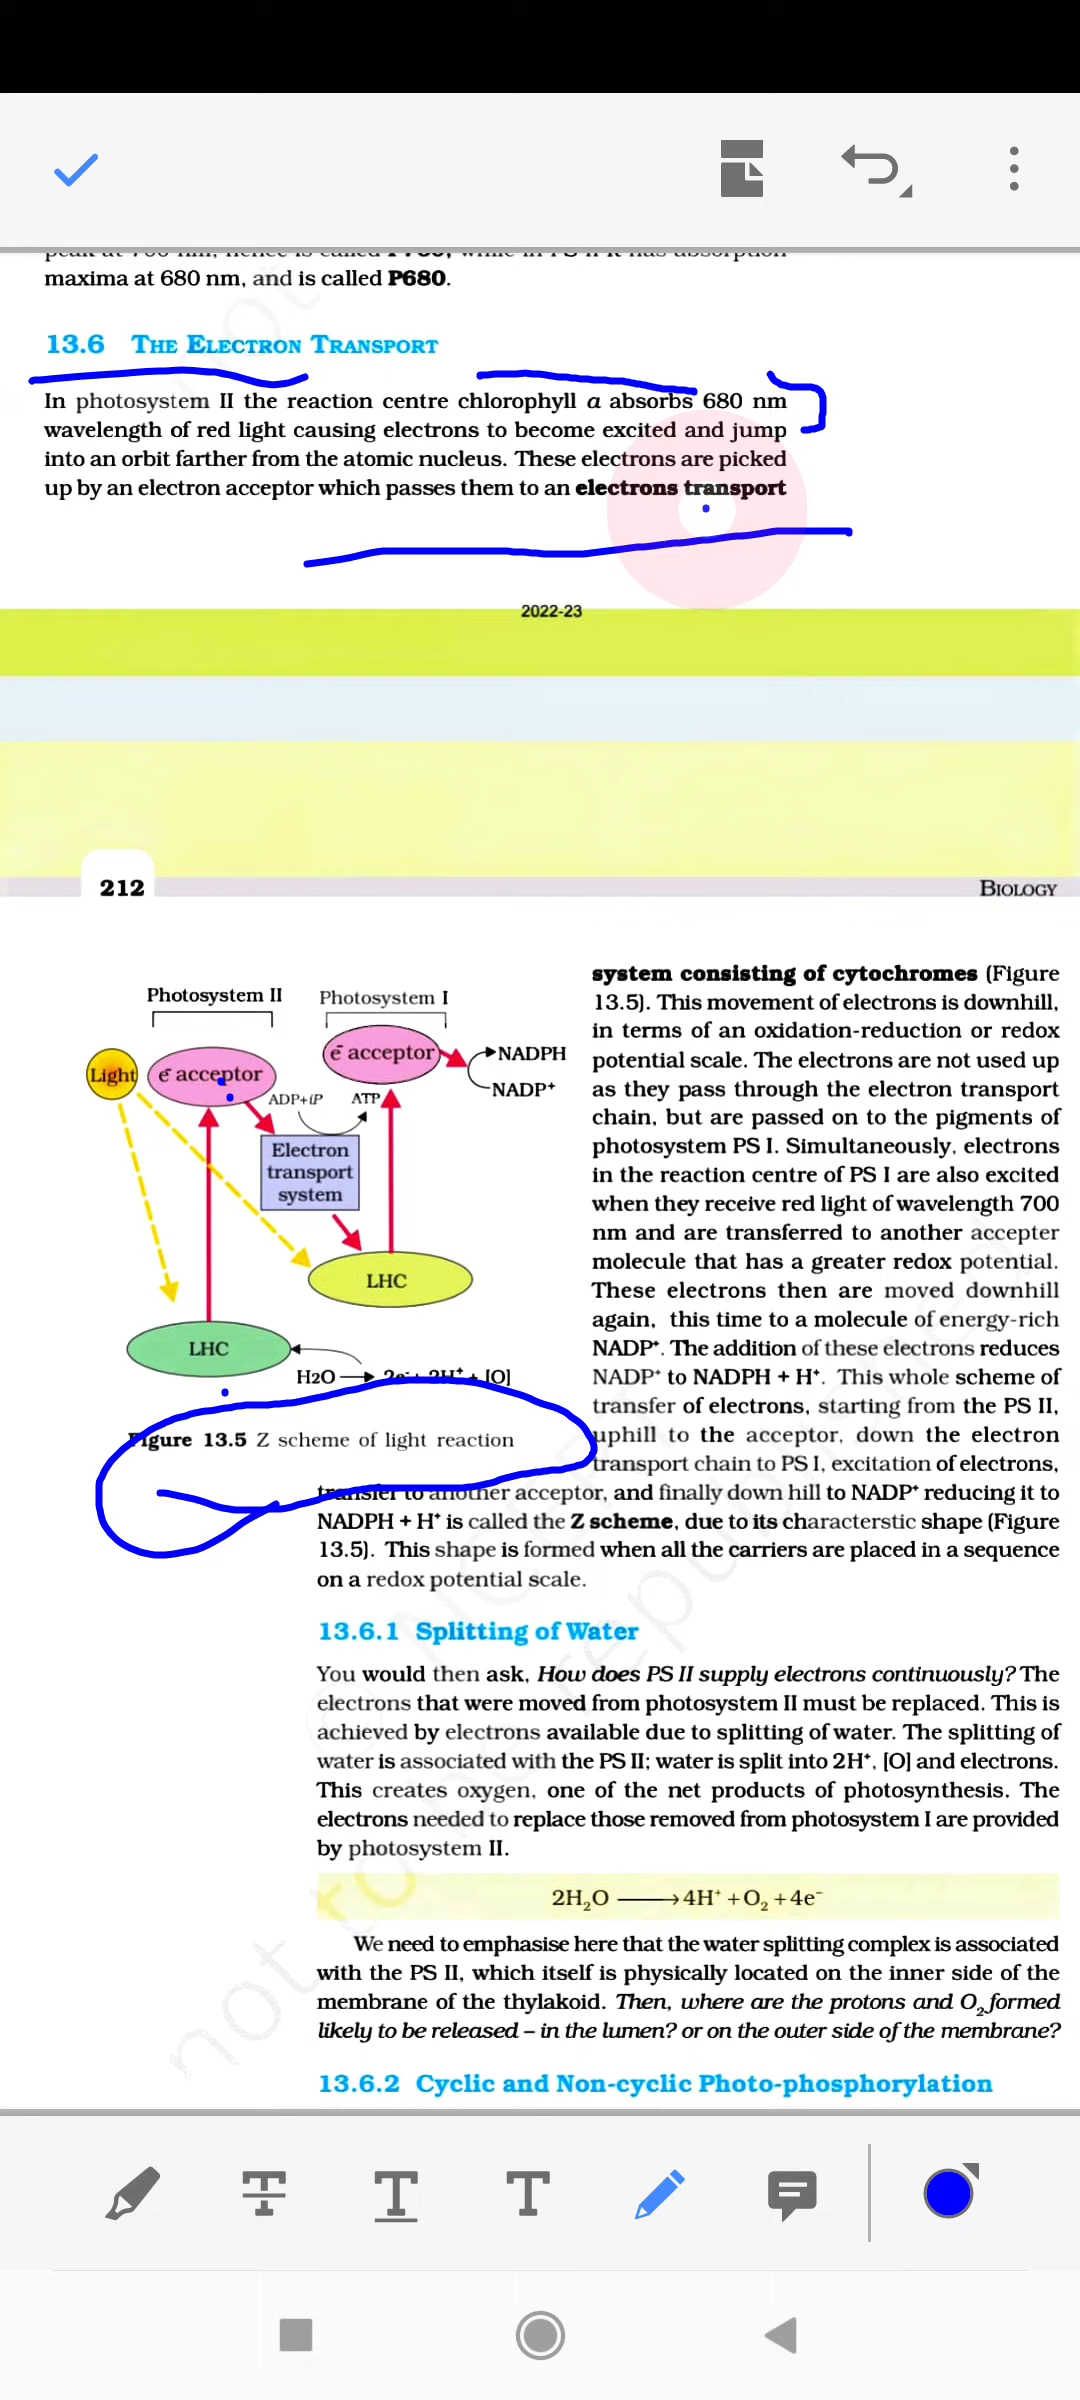 maxima at 680 nm, and is called P680.
13.6 THE ELECTRON TRANSPORT
In photosystem II the reaction centre chlorophyll a absorbs 680 nm
wavelength of red light causing electrons to become excited and jump
into an orbit farther from the atomic nucleus. These electrons are picked
up by an electron acceptor which passes them to an electrons transport
2022-23
212
BIOLOGY
Photosystem II
Photosystem I
Light
e⁻ acceptor
e⁻ acceptor
NADPH
NADP⁺
ADP+iP
ATP
Electron
transport
system
LHC
LHC
H2O → 2e⁻ + 2H⁺ + [O]
Figure 13.5 Z scheme of light reaction
system consisting of cytochromes (Figure
13.5). This movement of electrons is downhill,
in terms of an oxidation-reduction or redox
potential scale. The electrons are not used up
as they pass through the electron transport
chain, but are passed on to the pigments of
photosystem PS I. Simultaneously, electrons
in the reaction centre of PS I are also excited
when they receive red light of wavelength 700
nm and are transferred to another accepter
molecule that has a greater redox potential.
These electrons then are moved downhill
again, this time to a molecule of energy-rich
NADP⁺. The addition of these electrons reduces
NADP⁺ to NADPH + H⁺. This whole scheme of
transfer of electrons, starting from the PS II,
uphill to the acceptor, down the electron
transport chain to PS I, excitation of electrons,
transfer to another acceptor, and finally down hill to NADP⁺ reducing it to
NADPH + H⁺ is called the Z scheme, due to its characterstic shape (Figure
13.5). This shape is formed when all the carriers are placed in a sequence
on a redox potential scale.
13.6.1 Splitting of Water
You would then ask, How does PS II supply electrons continuously? The
electrons that were moved from photosystem II must be replaced. This is
achieved by electrons available due to splitting of water. The splitting of
water is associated with the PS II; water is split into 2H⁺, [O] and electrons.
This creates oxygen, one of the net products of photosynthesis. The
electrons needed to replace those removed from photosystem I are provided
by photosystem II.
2H₂O ⟶ 4H⁺ + O₂ + 4e⁻
We need to emphasise here that the water splitting complex is associated
with the PS II, which itself is physically located on the inner side of the
membrane of the thylakoid. Then, where are the protons and O₂ formed
likely to be released – in the lumen? or on the outer side of the membrane?
13.6.2 Cyclic and Non-cyclic Photo-phosphorylation